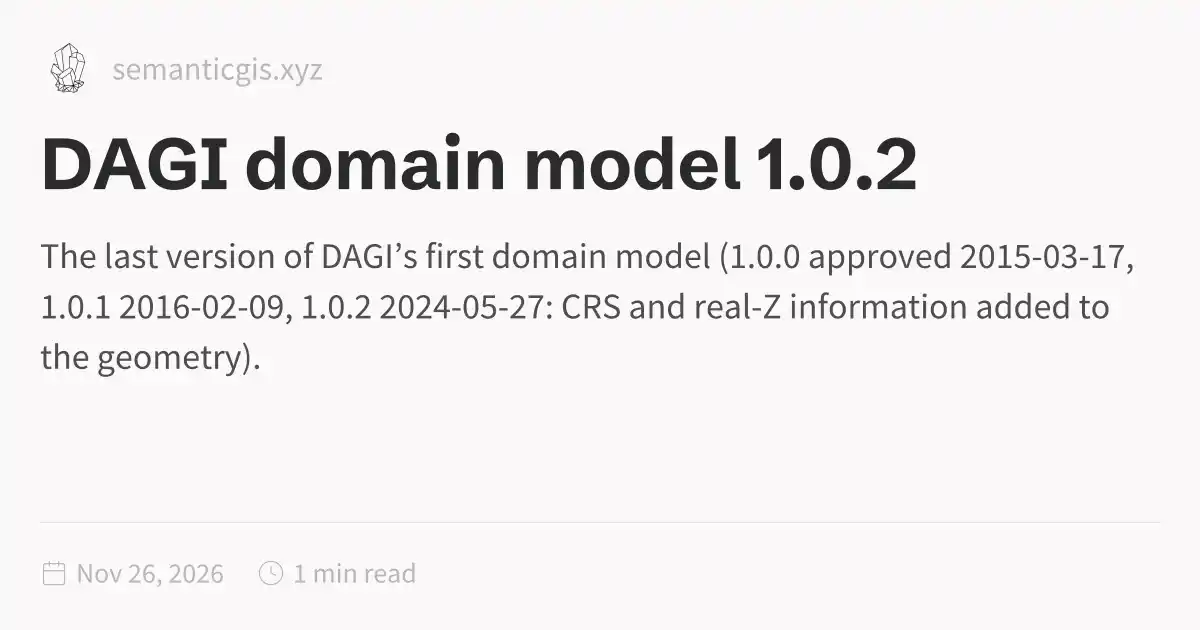 semanticgis.xyz
DAGI domain model 1.0.2
The last version of DAGI’s first domain model (1.0.0 approved 2015-03-17,
1.0.1 2016-02-09, 1.0.2 2024-05-27: CRS and real-Z information added to
the geometry).
Nov 26, 2026 1 min read